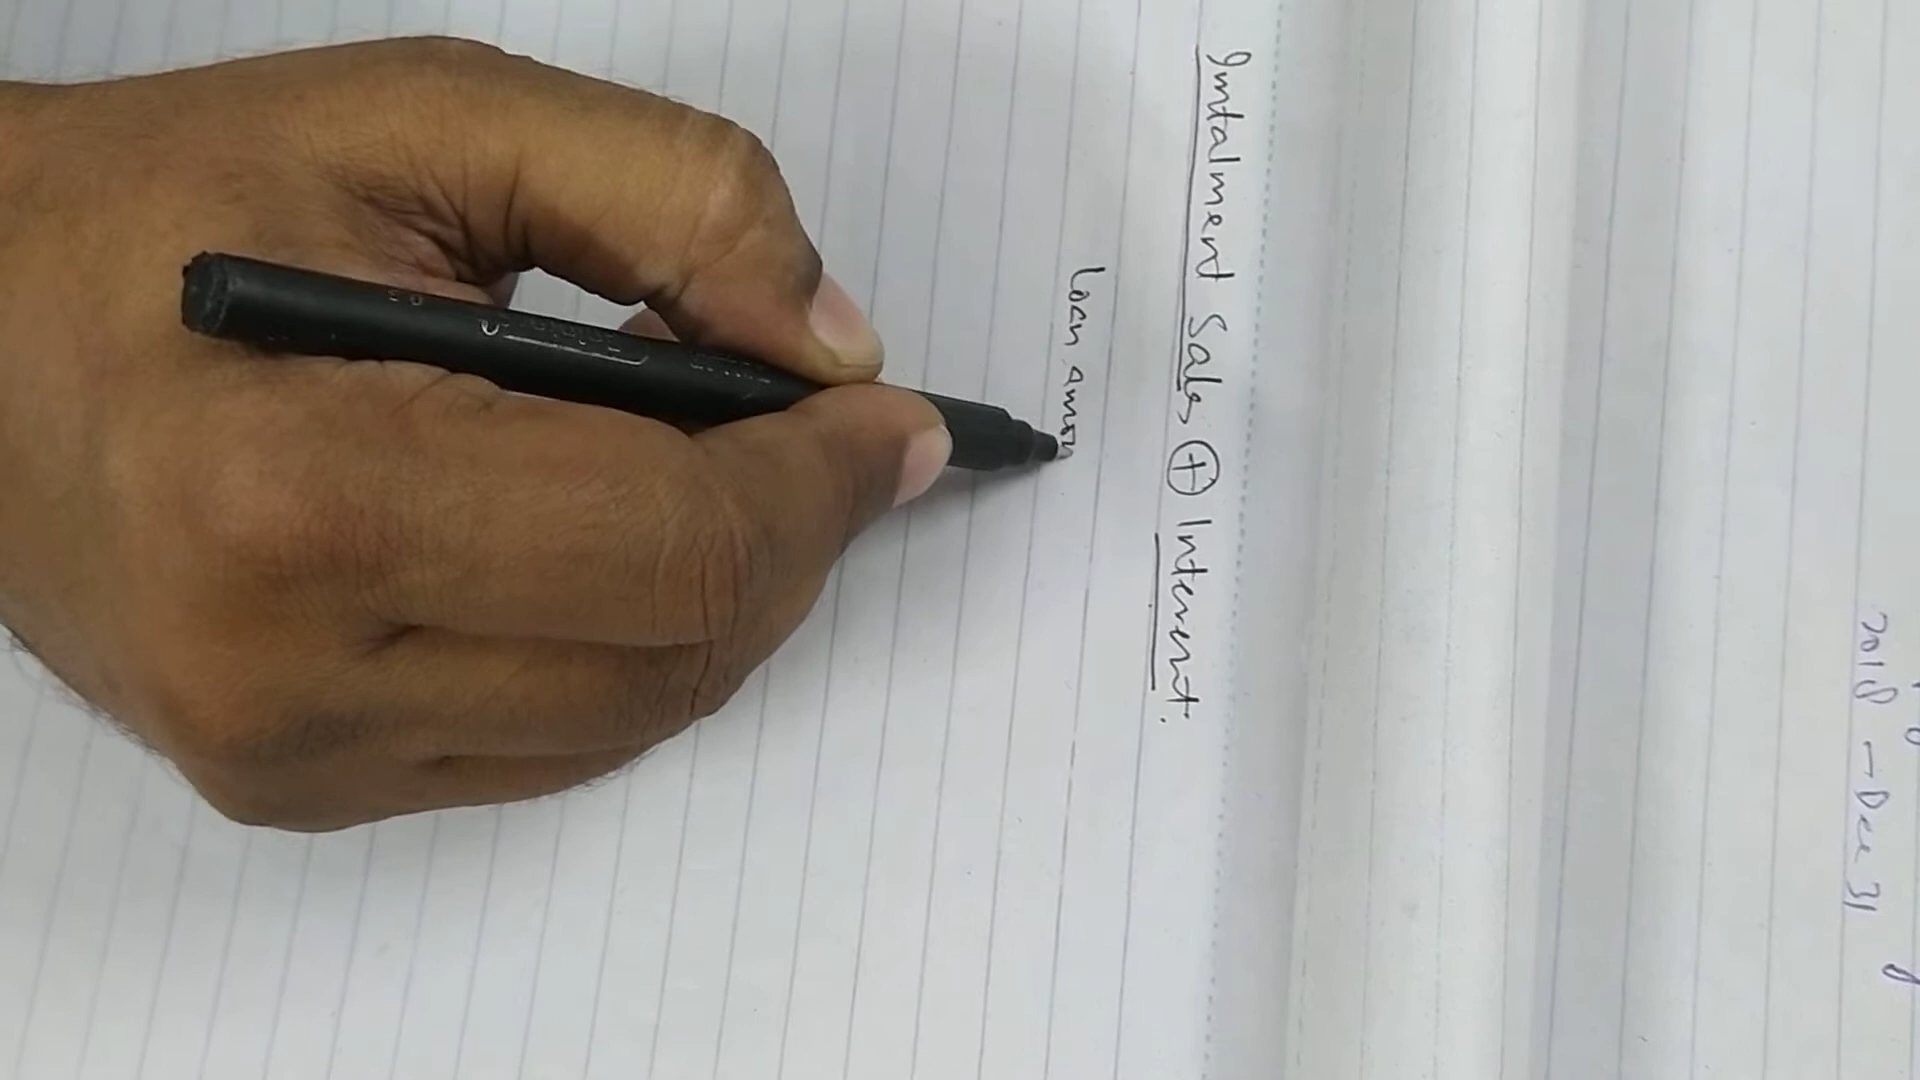 Instalment Sales + Interest.
Loan amou
2018 → Dec 31